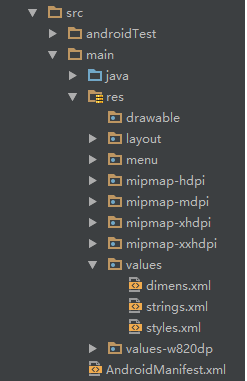 src
androidTest
main
java
res
drawable
layout
menu
mipmap-hdpi
mipmap-mdpi
mipmap-xhdpi
mipmap-xxhdpi
values
dimens.xml
strings.xml
styles.xml
values-w820dp
AndroidManifest.xml